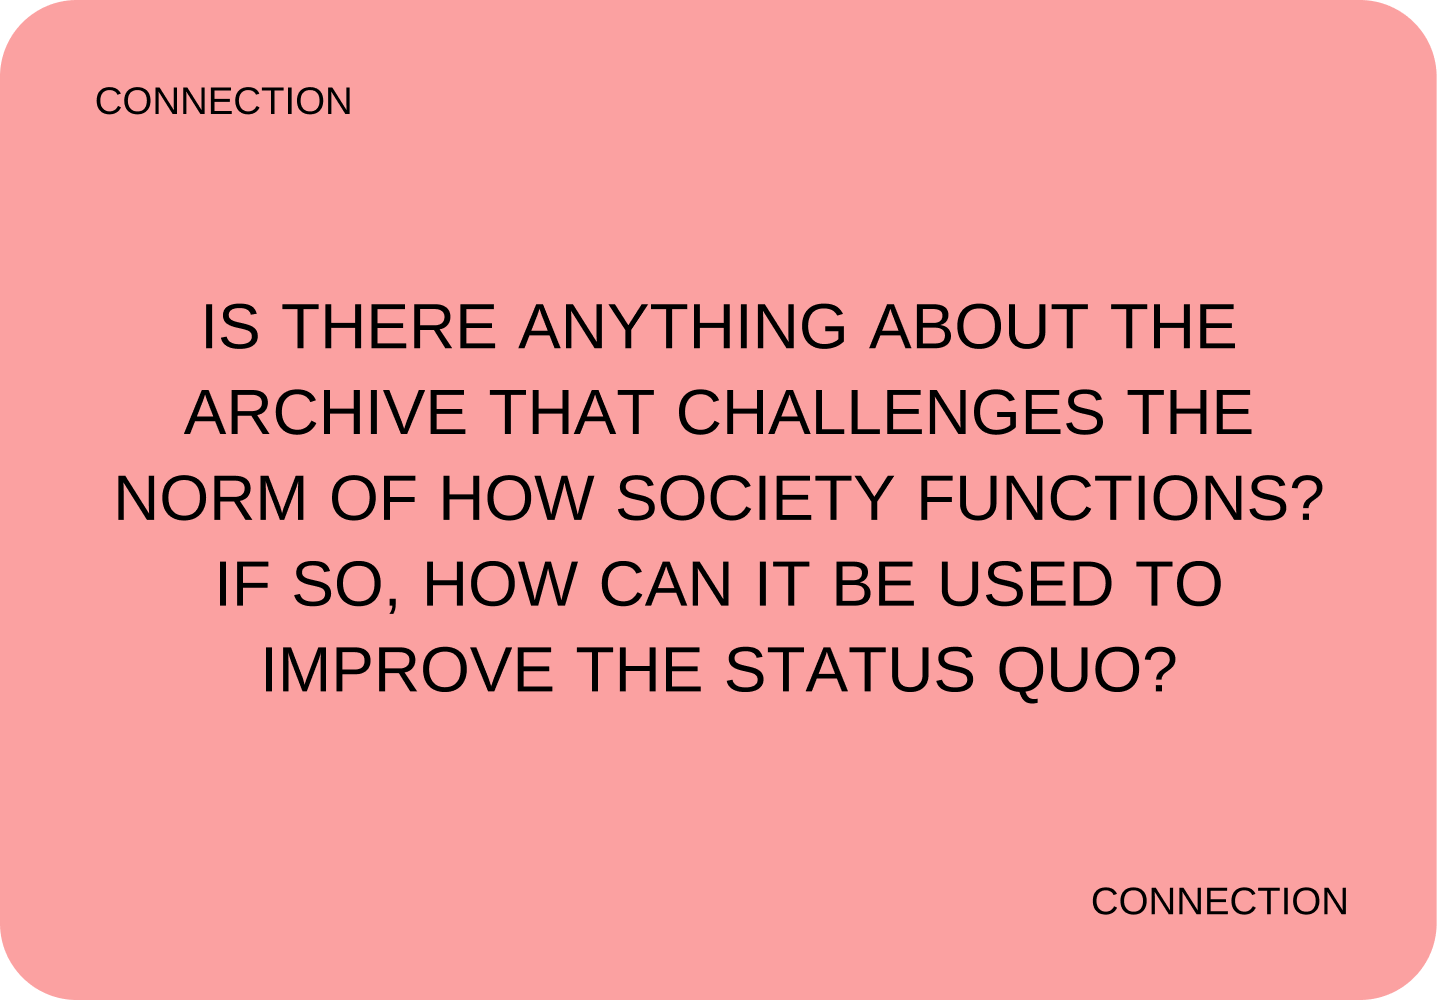 CONNECTION
IS THERE ANYTHING ABOUT THE
ARCHIVE THAT CHALLENGES THE
NORM OF HOW SOCIETY FUNCTIONS?
IF SO, HOW CAN IT BE USED TO
IMPROVE THE STATUS QUO?
CONNECTION